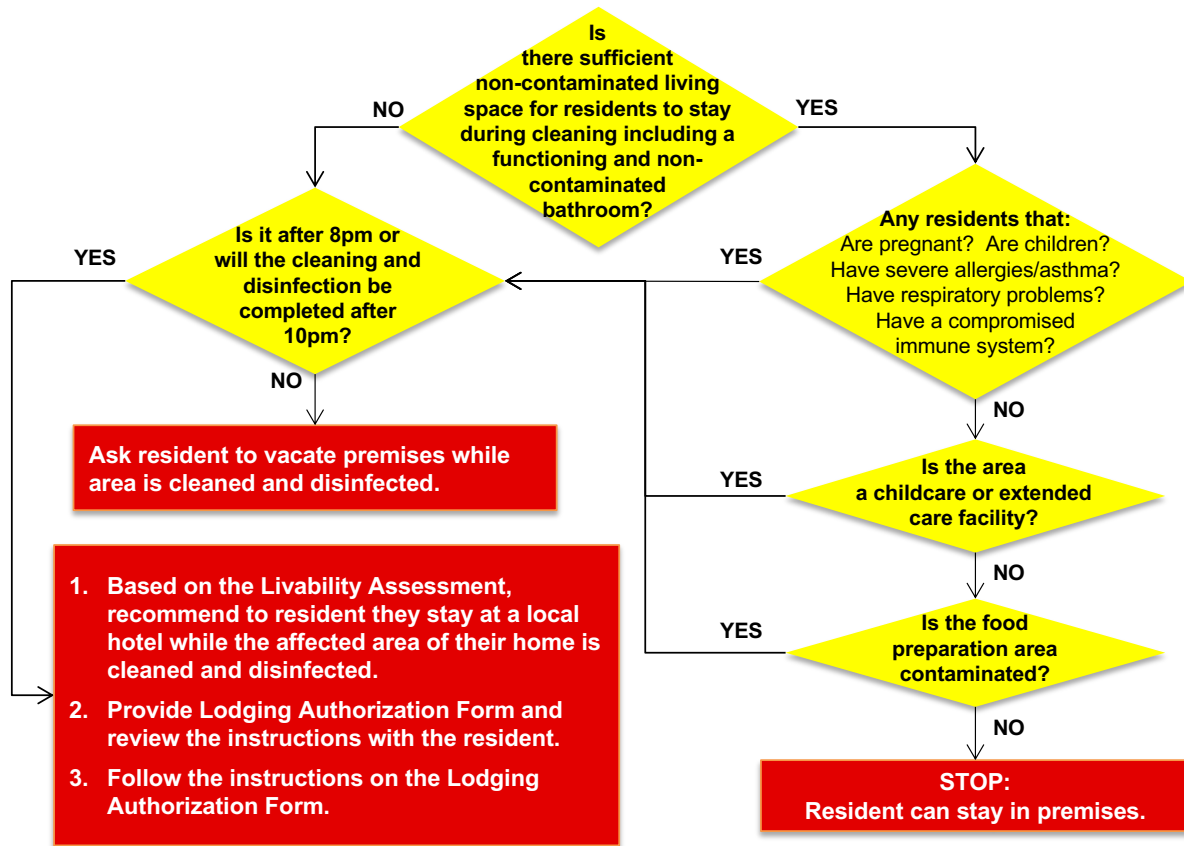 Is
there sufficient
non-contaminated living
space for residents to stay
during cleaning including a
functioning and non-
contaminated
bathroom?
NO
YES
Is it after 8pm or
will the cleaning and
disinfection be
completed after
10pm?
YES
NO
Any residents that:
Are pregnant?  Are children?
Have severe allergies/asthma?
Have respiratory problems?
Have a compromised
immune system?
YES
NO
Ask resident to vacate premises while
area is cleaned and disinfected.
Is the area
a childcare or extended
care facility?
YES
NO
1. Based on the Livability Assessment,
recommend to resident they stay at a local
hotel while the affected area of their home is
cleaned and disinfected.
2. Provide Lodging Authorization Form and
review the instructions with the resident.
3. Follow the instructions on the Lodging
Authorization Form.
Is the food
preparation area
contaminated?
YES
NO
STOP:
Resident can stay in premises.